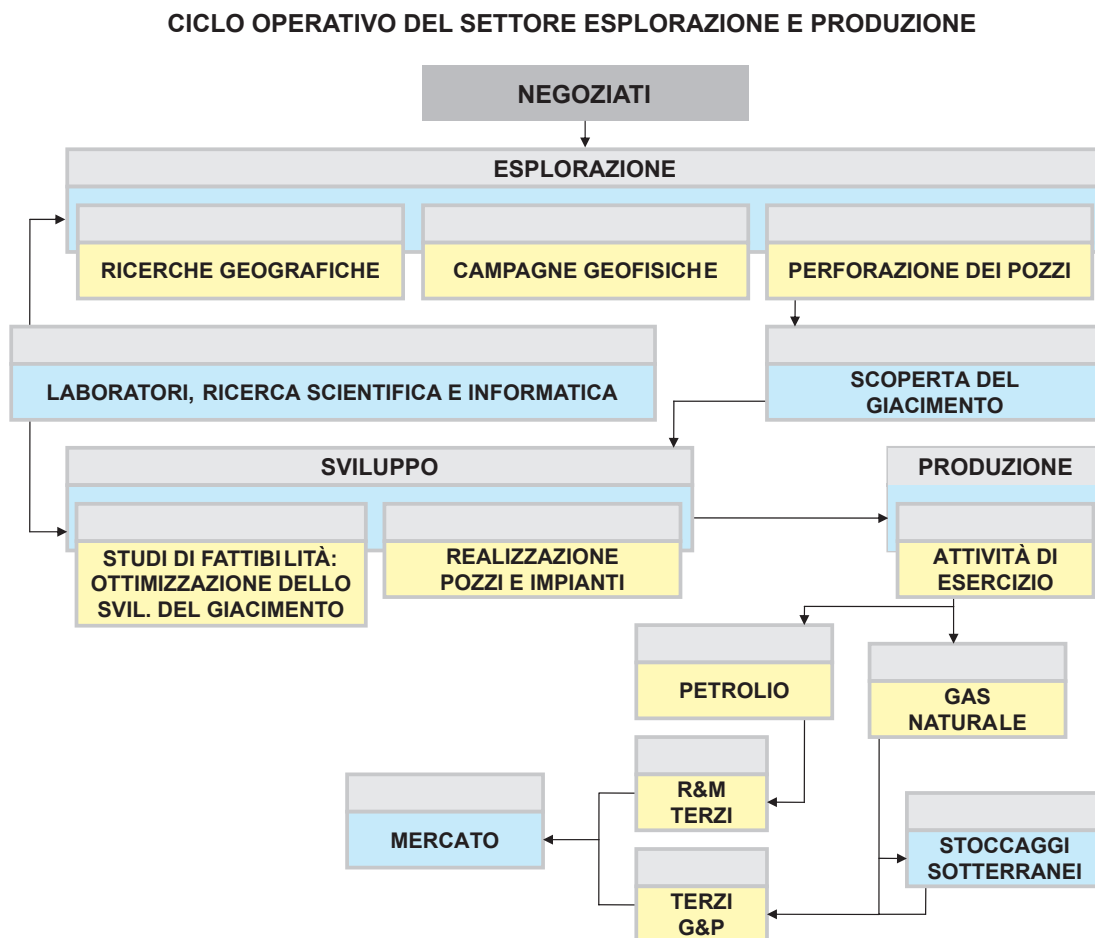 CICLO OPERATIVO DEL SETTORE ESPLORAZIONE E PRODUZIONE
NEGOZIATI
ESPLORAZIONE
RICERCHE GEOGRAFICHE
CAMPAGNE GEOFISICHE
PERFORAZIONE DEI POZZI
LABORATORI, RICERCA SCIENTIFICA E INFORMATICA
SCOPERTA DEL
GIACIMENTO
SVILUPPO
PRODUZIONE
STUDI DI FATTIBILITÀ:
OTTIMIZZAZIONE DELLO
SVIL. DEL GIACIMENTO
REALIZZAZIONE
POZZI E IMPIANTI
ATTIVITÀ DI
ESERCIZIO
PETROLIO
GAS
NATURALE
R&M
TERZI
MERCATO
STOCCAGGI
SOTTERRANEI
TERZI
G&P